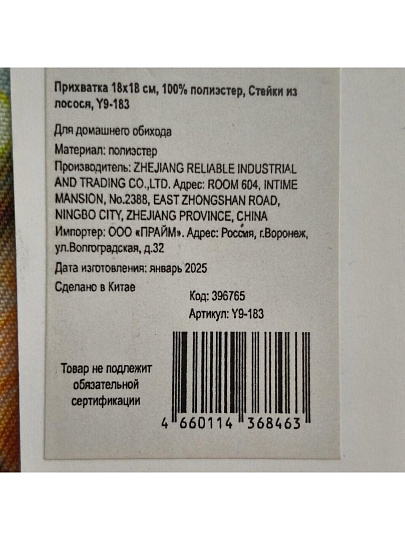 Прихватка 18х18 см, 100% полиэстер, Стейки из
лосося, Y9-183
Для домашнего обихода
Материал: полиэстер
Производитель: ZHEJIANG RELIABLE INDUSTRIAL
AND TRADING CO.,LTD. Адрес: ROOM 604, INTIME
MANSION, No.2388, EAST ZHONGSHAN ROAD,
NINGBO CITY, ZHEJIANG PROVINCE, CHINA
Импортер: ООО «ПРАЙМ». Адрес: Россия, г.Воронеж,
ул.Волгоградская, д.32
Дата изготовления: январь 2025
Сделано в Китае
Код: 396765
Артикул: Y9-183
Товар не подлежит
обязательной
сертификации
4 660114 368463